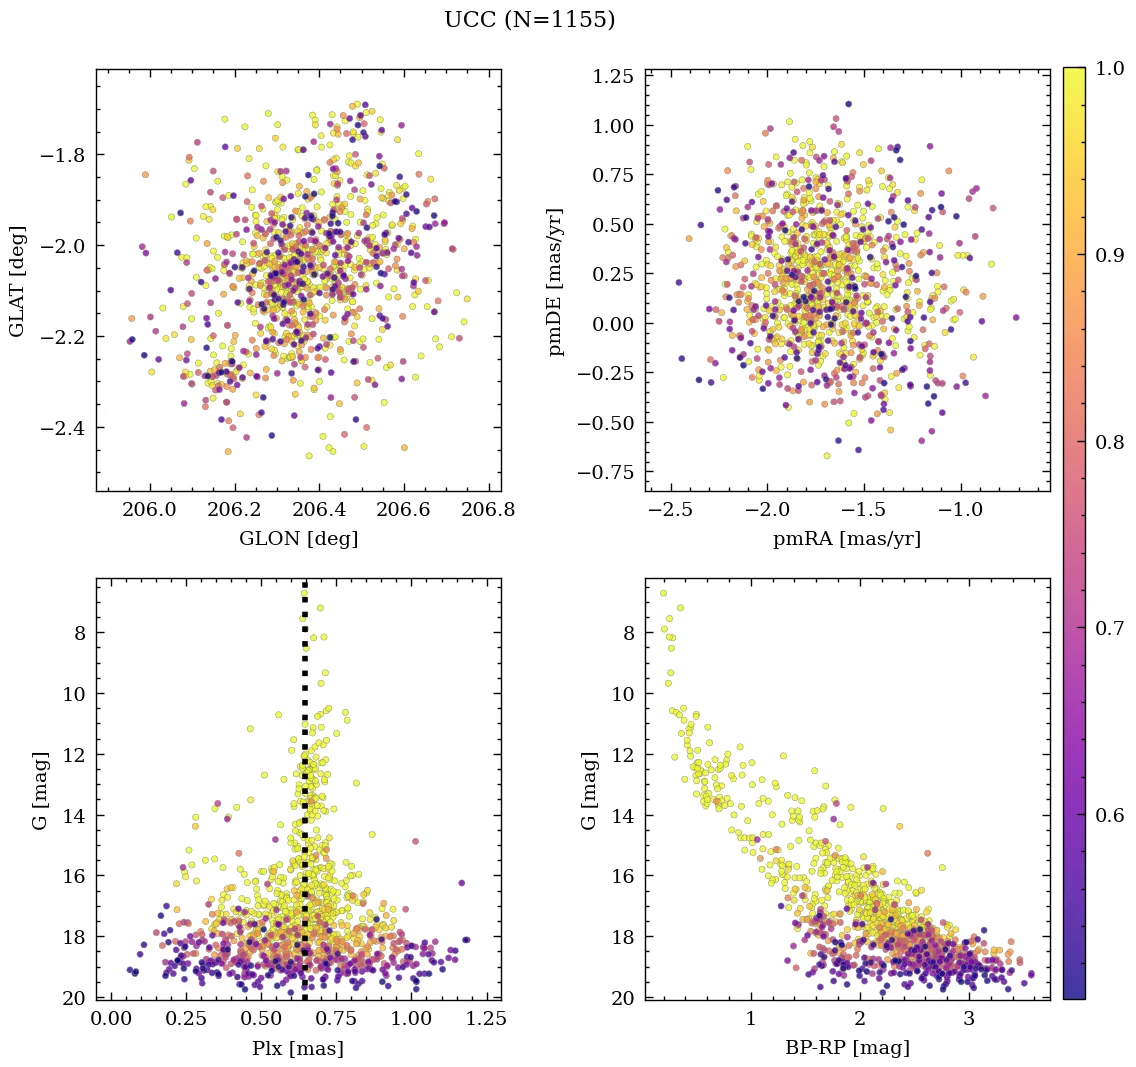 UCC (N=1155)
−1.8
−2.0
−2.2
−2.4
GLAT [deg]
206.0 206.2 206.4 206.6 206.8
GLON [deg]
1.25
1.00
0.75
0.50
0.25
0.00
−0.25
−0.50
−0.75
pmDE [mas/yr]
−2.5 −2.0 −1.5 −1.0
pmRA [mas/yr]
1.0
0.9
0.8
0.7
0.6
8
10
12
14
16
18
20
G [mag]
0.00 0.25 0.50 0.75 1.00 1.25
Plx [mas]
8
10
12
14
16
18
20
G [mag]
1 2 3
BP-RP [mag]